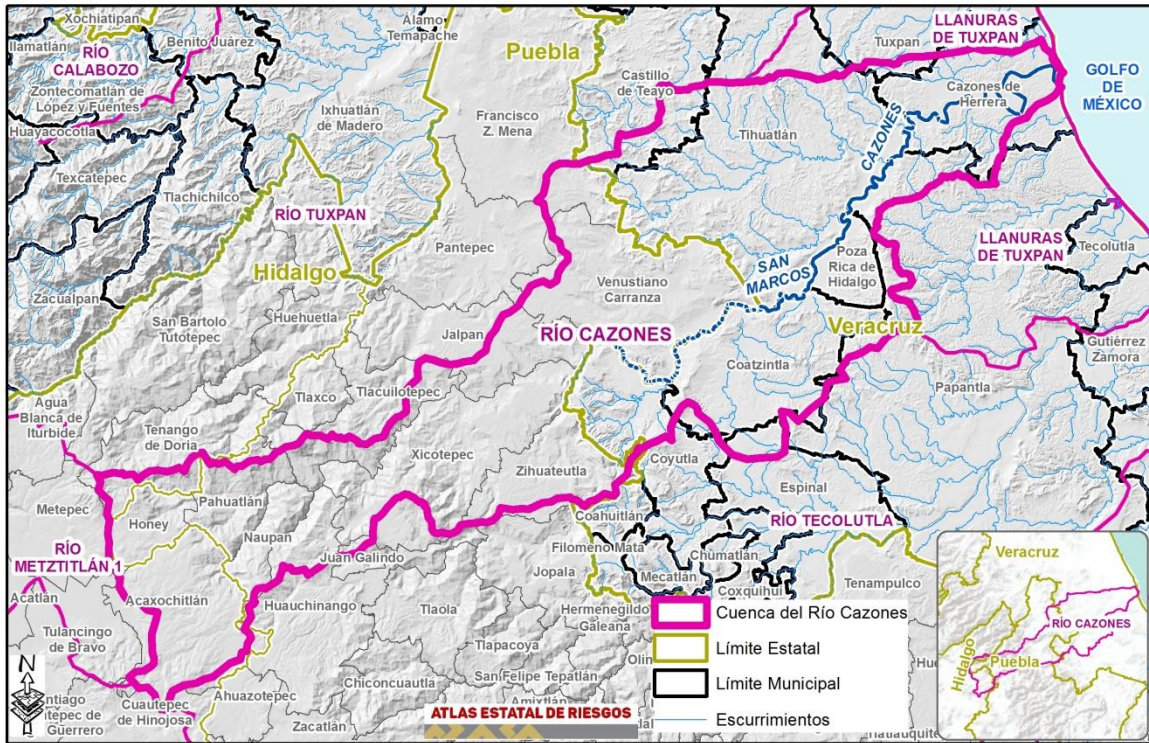 Xochiatipan
Benito Juárez
Ilamatlán
RÍO
CALABOZO
Zontecomatlán de
López y Fuentes
Huayacocotla
Texcatepec
Tlachichilco
Zacualpan
Ixhuatlán
de Madero
Álamo
Temapache
Puebla
Francisco
Z. Mena
Castillo
de Teayo
Tuxpan
LLANURAS
DE TUXPAN
GOLFO
DE
MÉXICO
Cazones de
Herrera
Tihuatlán
CAZONES
RÍO TUXPAN
Hidalgo
Pantepec
San Bartolo
Tutotepec
Huehuetla
Venustiano
Carranza
SAN
MARCOS
Poza
Rica de
Hidalgo
LLANURAS
DE TUXPAN
Tecolutla
Jalpan
RÍO CAZONES
Veracruz
Gutiérrez
Zamora
Coatzintla
Papantla
Agua
Blanca de
Iturbide
Tlaxco
Tlacuilotepec
Tenango
de Doria
Xicotepec
Zihuateutla
Coyutla
Espinal
Metepec
Pahuatlán
Honey
Naupan
RÍO
METZTITLÁN 1
Juan Galindo
Coahuitlán
Filomeno Mata
RÍO TECOLUTLA
Chumatlán
Mecatlán
Coxquihui
Jopala
Tenampulco
Acatlán
Acaxochitlán
Huauchinango
Tlaola
Hermenegildo
Galeana
Tulancingo
de Bravo
Tlapacoya
Chiconcuautla
San Felipe Tepatlán
Cuautepec
de Hinojosa
Ahuazotepec
Zacatlán
Amixtlán
Guerrero
N
ATLAS ESTATAL DE RIESGOS
Cuenca del Río Cazones
Límite Estatal
Límite Municipal
Escurrimientos
Veracruz
RÍO CAZONES
Hidalgo
Puebla